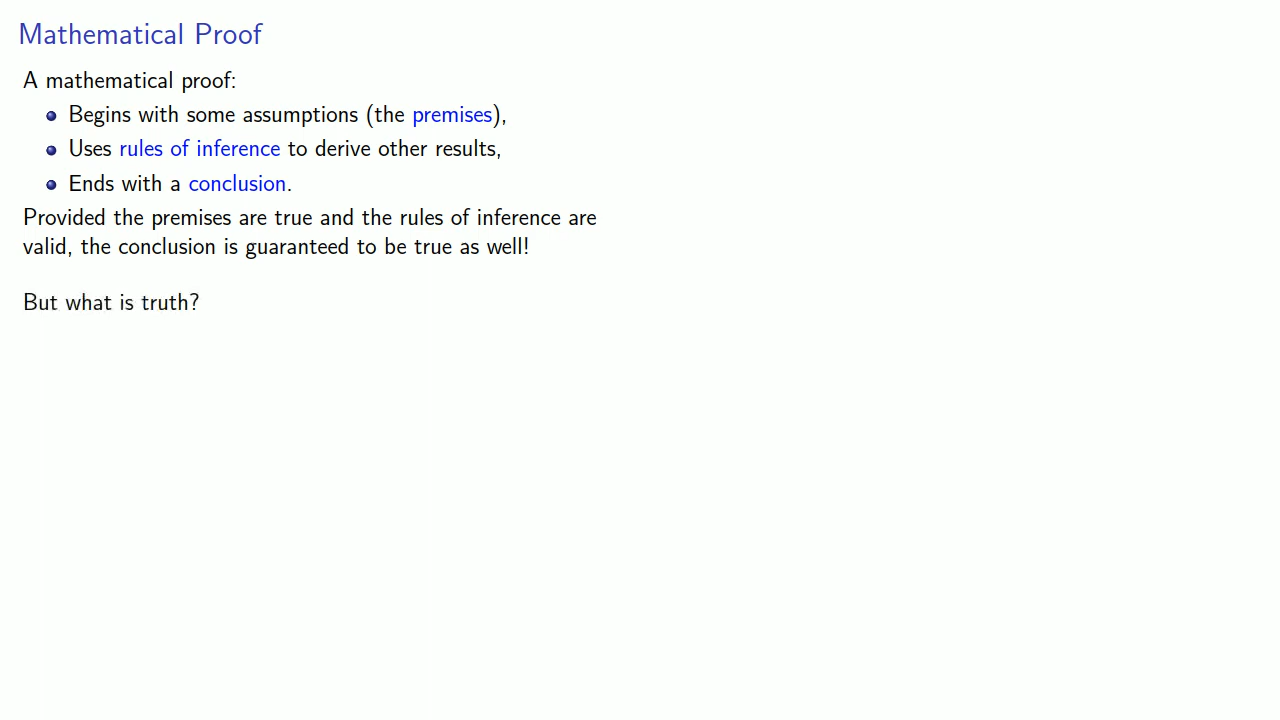 Mathematical Proof
A mathematical proof:
Begins with some assumptions (the premises),
Uses rules of inference to derive other results,
Ends with a conclusion.
Provided the premises are true and the rules of inference are
valid, the conclusion is guaranteed to be true as well!
But what is truth?